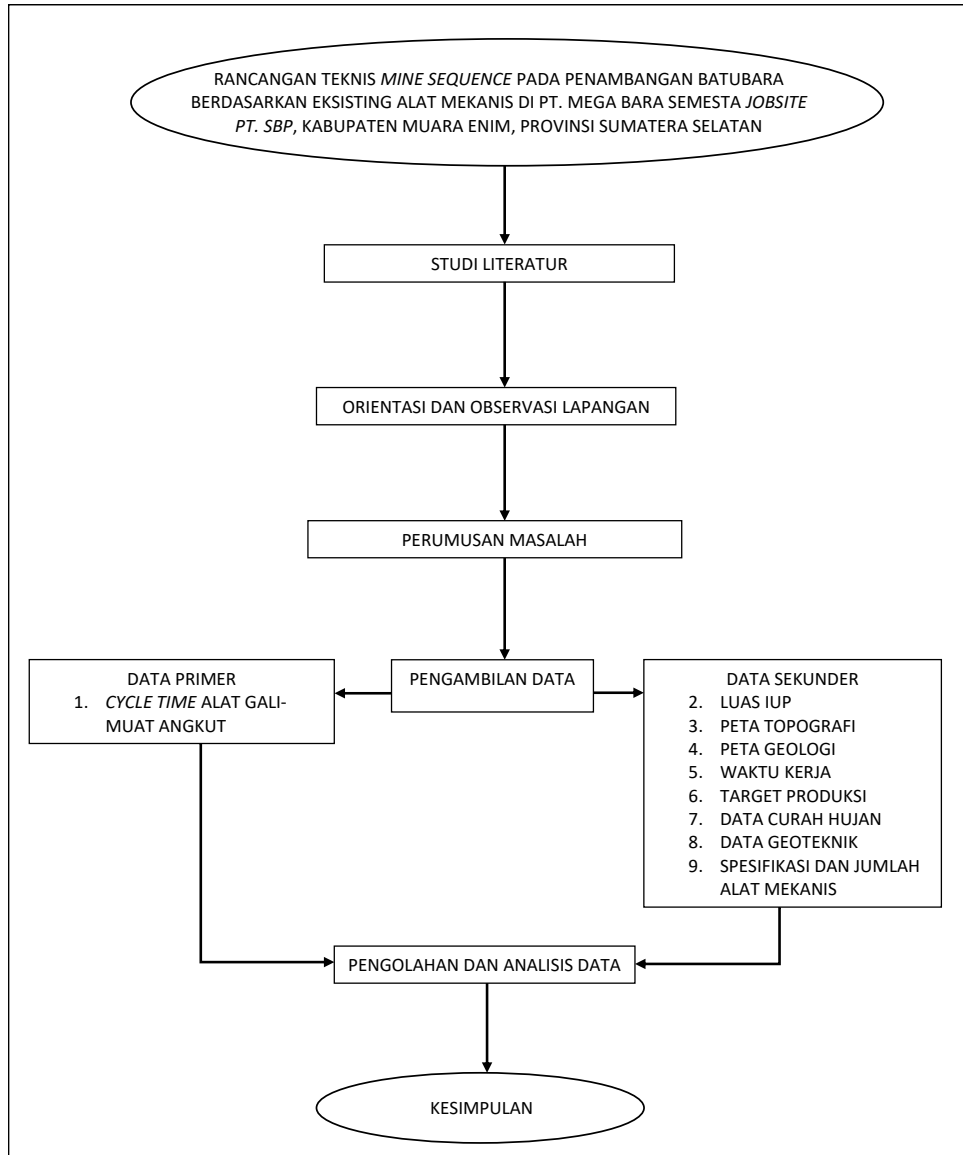 RANCANGAN TEKNIS MINE SEQUENCE PADA PENAMBANGAN BATUBARA
BERDASARKAN EKSISTING ALAT MEKANIS DI PT. MEGA BARA SEMESTA JOBSITE
PT. SBP, KABUPATEN MUARA ENIM, PROVINSI SUMATERA SELATAN
STUDI LITERATUR
ORIENTASI DAN OBSERVASI LAPANGAN
PERUMUSAN MASALAH
PENGAMBILAN DATA
DATA PRIMER
1. CYCLE TIME ALAT GALI-
MUAT ANGKUT
DATA SEKUNDER
2. LUAS IUP
3. PETA TOPOGRAFI
4. PETA GEOLOGI
5. WAKTU KERJA
6. TARGET PRODUKSI
7. DATA CURAH HUJAN
8. DATA GEOTEKNIK
9. SPESIFIKASI DAN JUMLAH
ALAT MEKANIS
PENGOLAHAN DAN ANALISIS DATA
KESIMPULAN